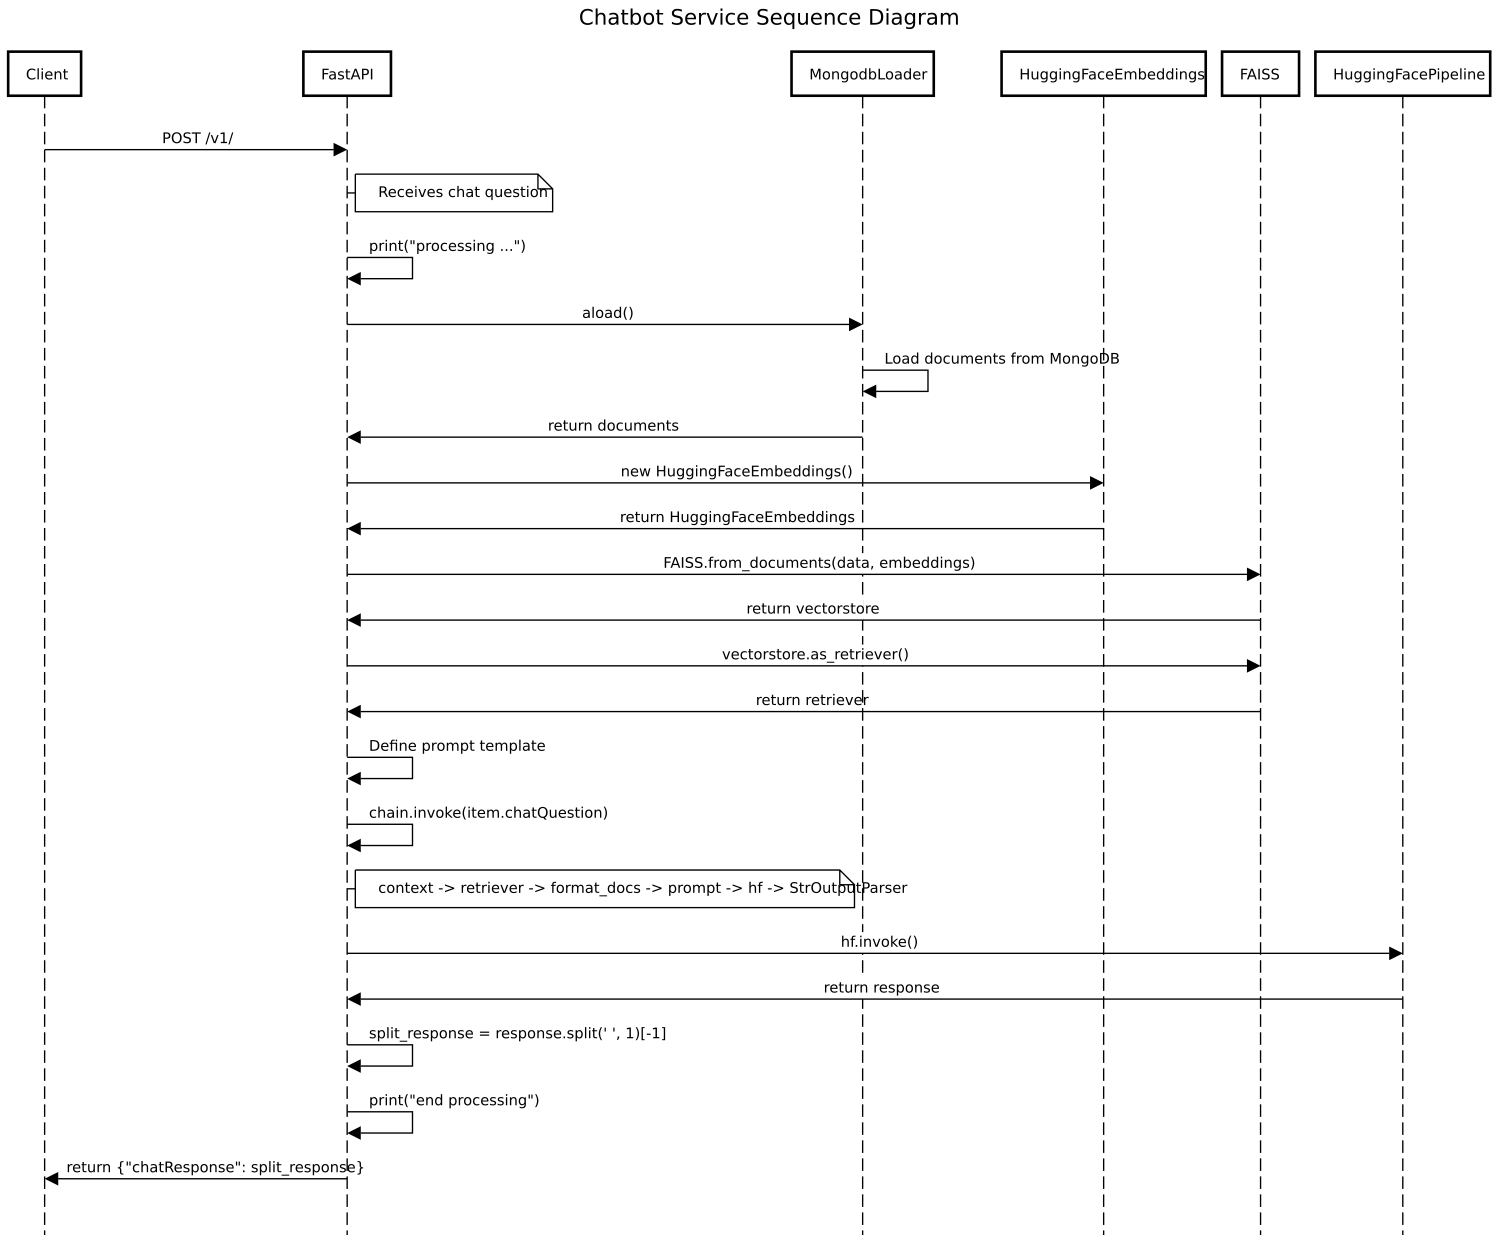 Chatbot Service Sequence Diagram
Client
FastAPI
MongodbLoader
HuggingFaceEmbeddings
FAISS
HuggingFacePipeline
POST /v1/
Receives chat question
print("processing ...")
aload()
Load documents from MongoDB
return documents
new HuggingFaceEmbeddings()
return HuggingFaceEmbeddings
FAISS.from_documents(data, embeddings)
return vectorstore
vectorstore.as_retriever()
return retriever
Define prompt template
chain.invoke(item.chatQuestion)
context -> retriever -> format_docs -> prompt -> hf -> StrOutputParser
hf.invoke()
return response
split_response = response.split(' ', 1)[-1]
print("end processing")
return {"chatResponse": split_response}